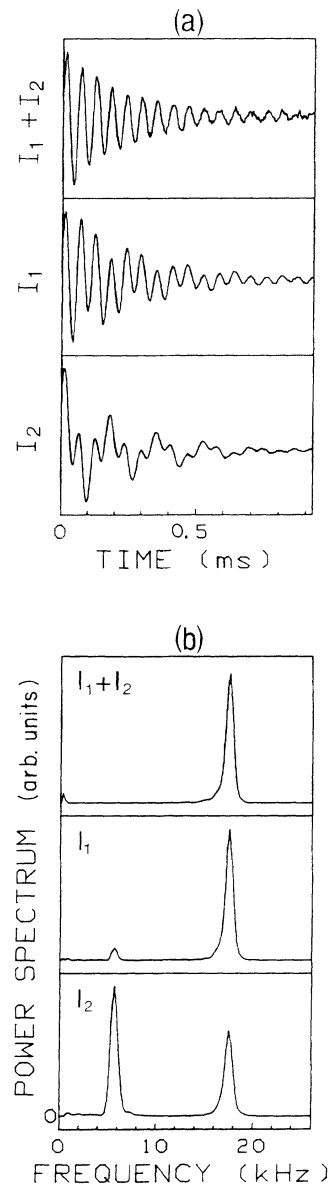 (a)
I₁ + I₂
I₁
I₂
0 0.5
TIME (ms)
(b)
POWER SPECTRUM (arb. units)
I₁+I₂
I₁
I₂
0
0 10 20
FREQUENCY (kHz)